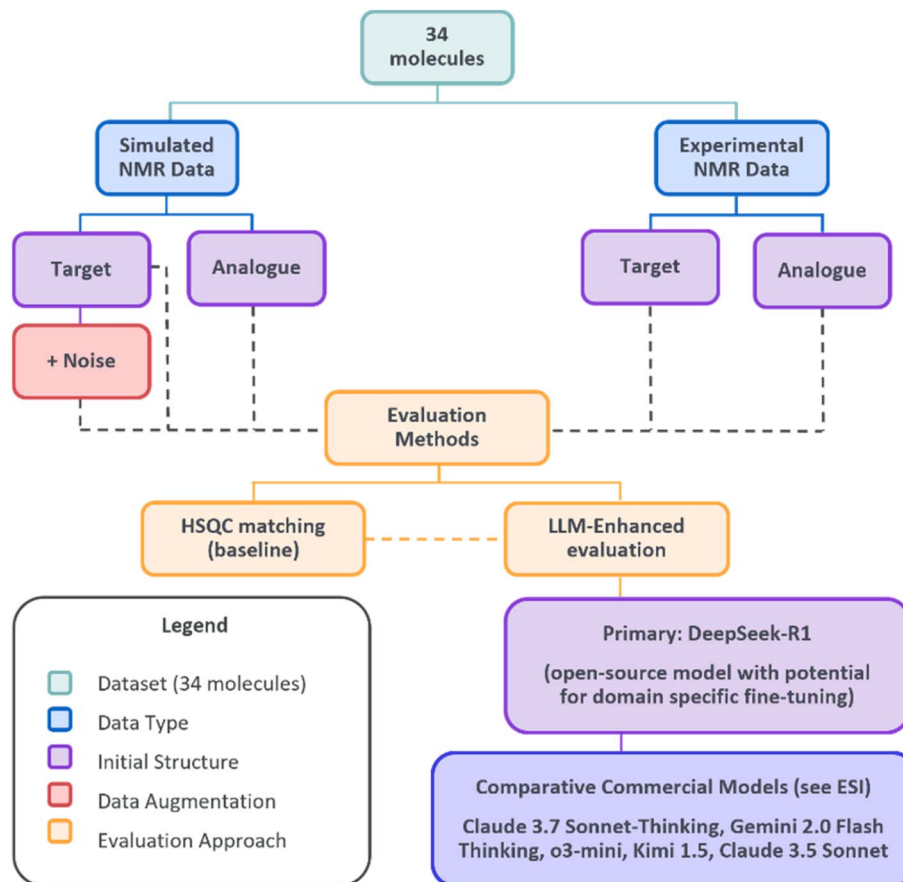 34
molecules
Simulated
NMR Data
Experimental
NMR Data
Target
Analogue
Target
Analogue
+ Noise
Evaluation
Methods
HSQC matching
(baseline)
LLM-Enhanced
evaluation
Legend
Dataset (34 molecules)
Data Type
Initial Structure
Data Augmentation
Evaluation Approach
Primary: DeepSeek-R1
(open-source model with potential
for domain specific fine-tuning)
Comparative Commercial Models (see ESI)
Claude 3.7 Sonnet-Thinking, Gemini 2.0 Flash
Thinking, o3-mini, Kimi 1.5, Claude 3.5 Sonnet